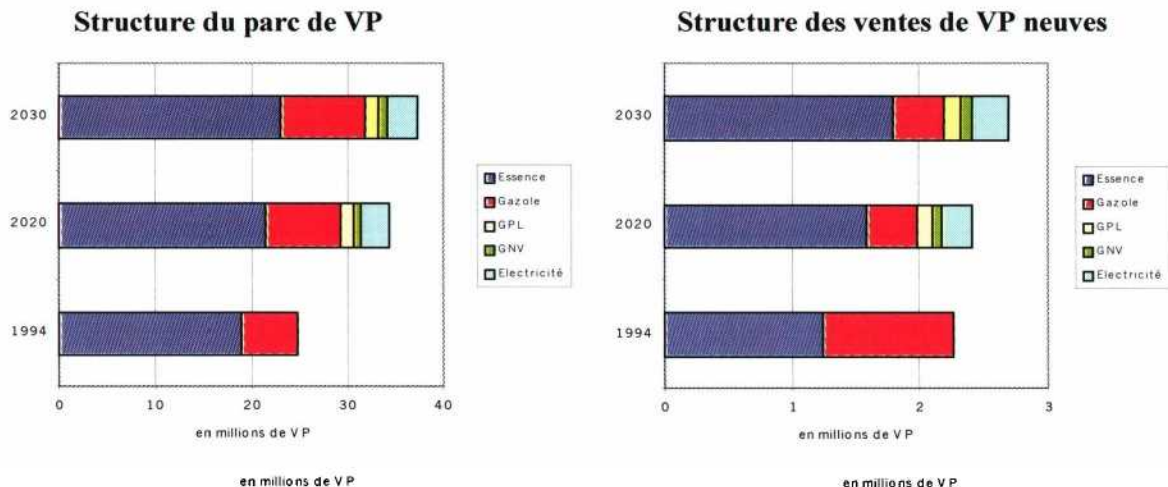 Structure du parc de VP
2030
2020
1994
0 10 20 30 40
en millions de VP
Essence
Gazole
GPL
GNV
Electricité
en millions de VP
Structure des ventes de VP neuves
2030
2020
1994
0 1 2 3
en millions de VP
Essence
Gazole
GPL
GNV
Electricité
en millions de VP